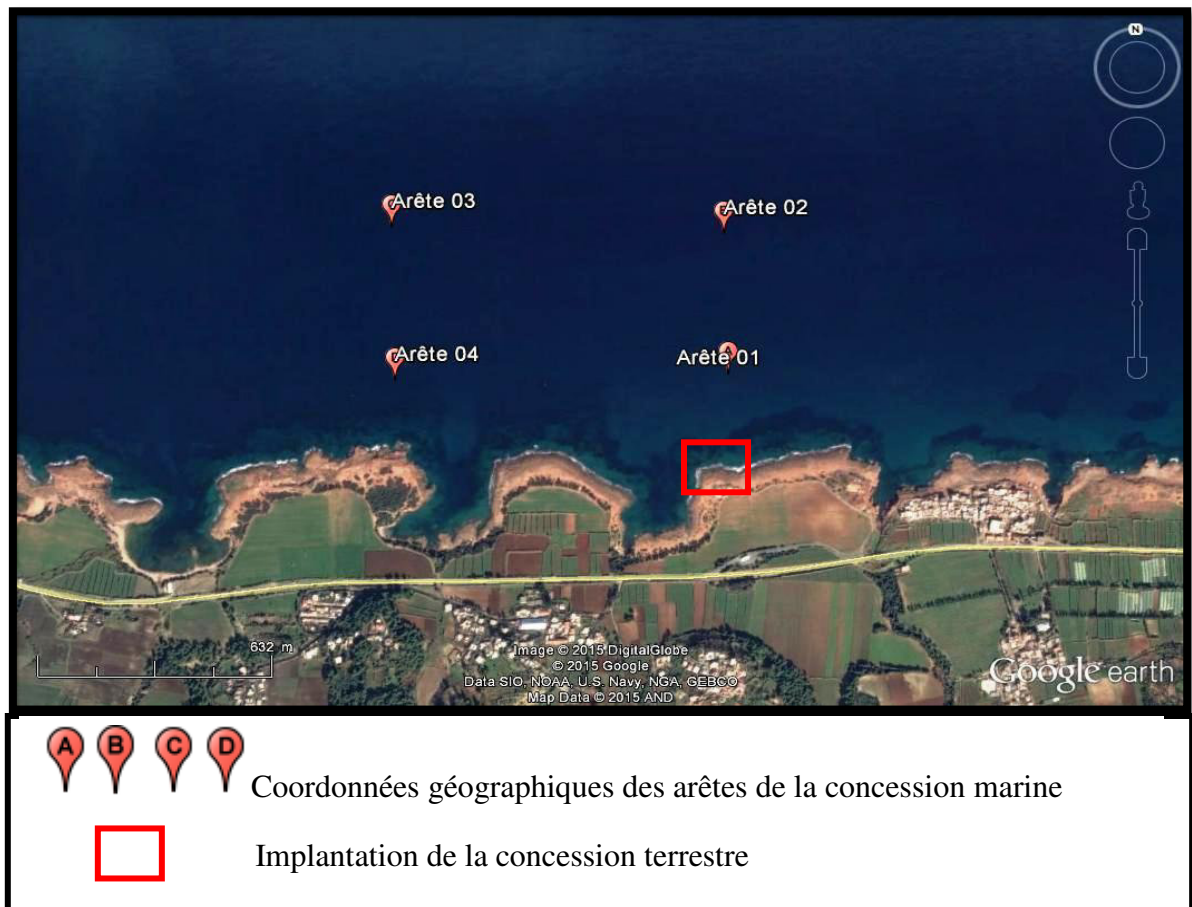 N
Arête 03
Arête 02
Arête 04
Arête 01
632 m
Image © 2015 DigitalGlobe
© 2015 Google
Data SIO, NOAA, U.S. Navy, NGA, GEBCO
Map Data © 2015 AND
Google earth
A B C D
Coordonnées géographiques des arêtes de la concession marine
Implantation de la concession terrestre